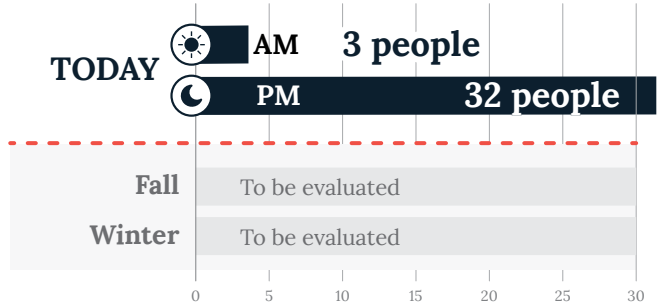 AM 3 people
TODAY
PM 32 people
Fall To be evaluated
Winter To be evaluated
0 5 10 15 20 25 30